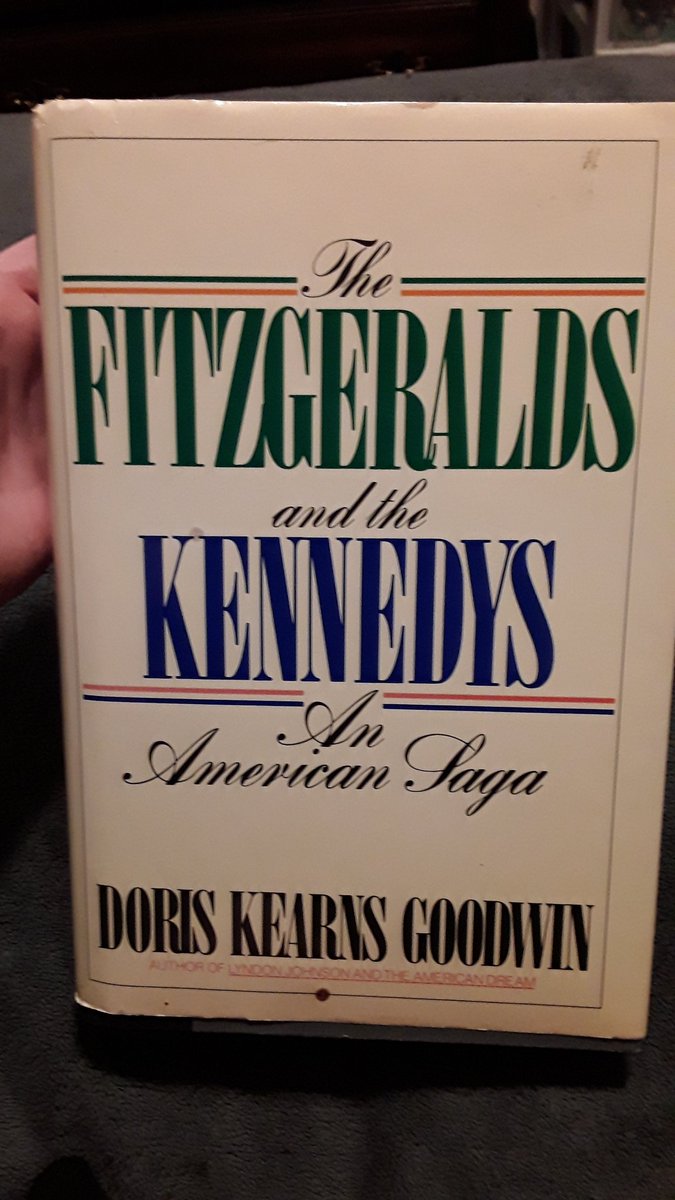 The
FITZGERALDS
and the
KENNEDYS
An
American Saga
DORIS KEARNS GOODWIN
AUTHOR OF LYNDON JOHNSON AND THE AMERICAN DREAM